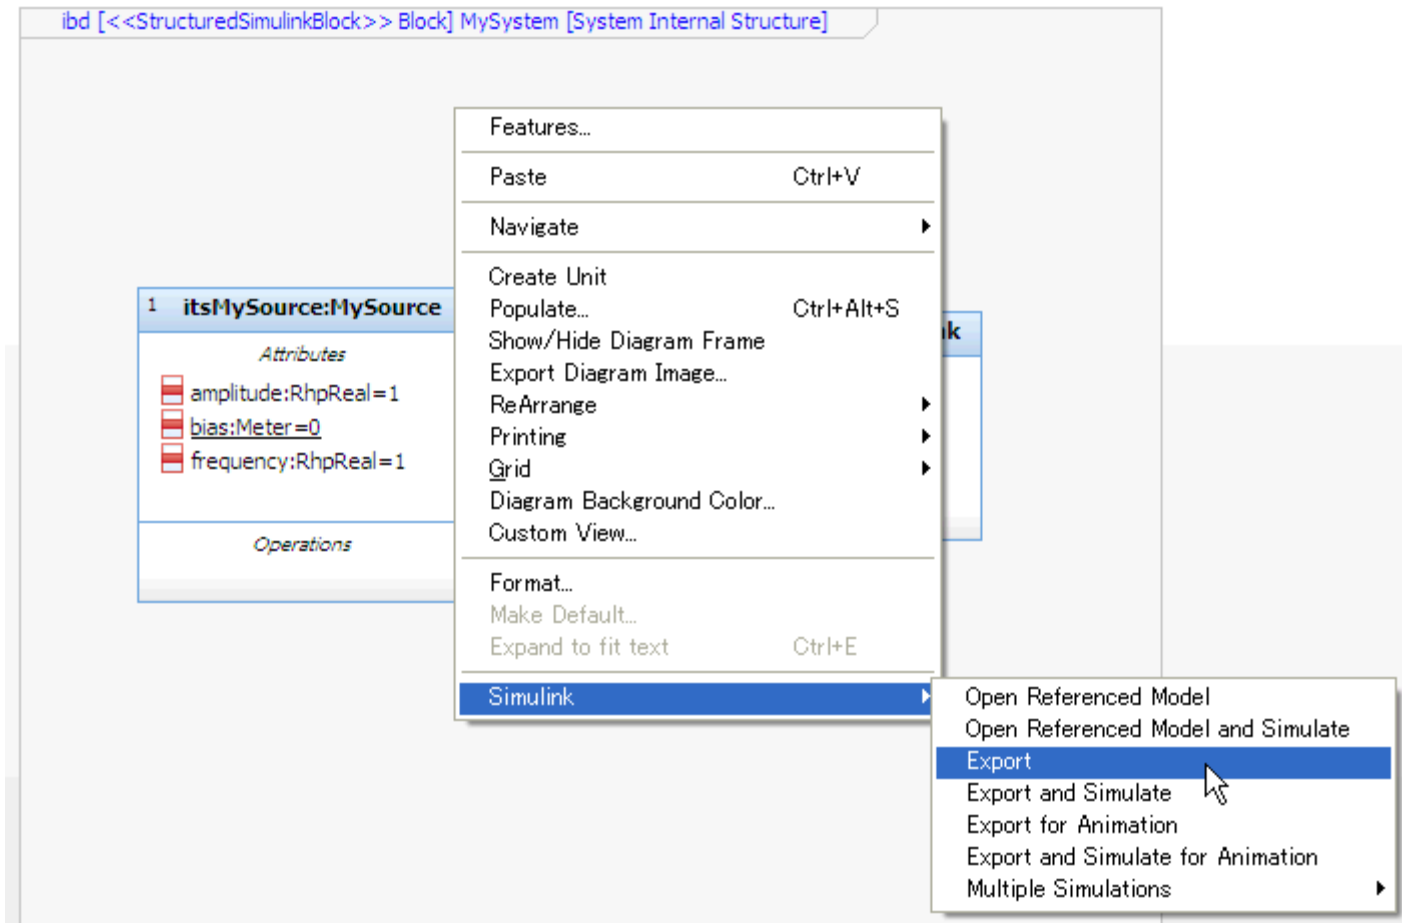 ibd [<<StructuredSimulinkBlock>> Block] MySystem [System Internal Structure]
1 itsMySource:MySource
Attributes
amplitude:RhpReal=1
bias:Meter=0
frequency:RhpReal=1
Operations
Features...
Paste Ctrl+V
Navigate
Create Unit
Populate... Ctrl+Alt+S
Show/Hide Diagram Frame
Export Diagram Image...
ReArrange
Printing
Grid
Diagram Background Color...
Custom View...
Format...
Make Default...
Expand to fit text Ctrl+E
Simulink
k
Open Referenced Model
Open Referenced Model and Simulate
Export
Export and Simulate
Export for Animation
Export and Simulate for Animation
Multiple Simulations